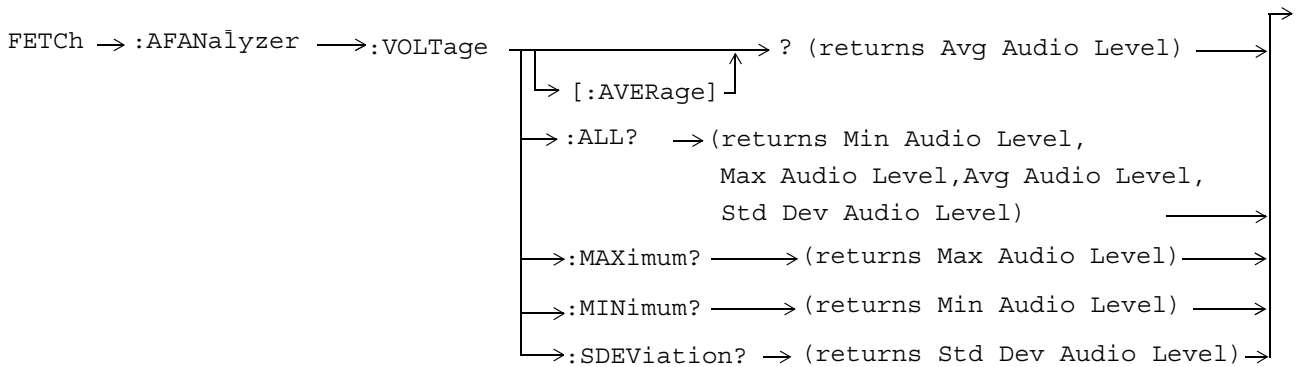 FETCh :AFANalyzer :VOLTage ? (returns Avg Audio Level)
[:AVERage]
:ALL? (returns Min Audio Level,
Max Audio Level,Avg Audio Level,
Std Dev Audio Level)
:MAXimum? (returns Max Audio Level)
:MINimum? (returns Min Audio Level)
:SDEViation? (returns Std Dev Audio Level)